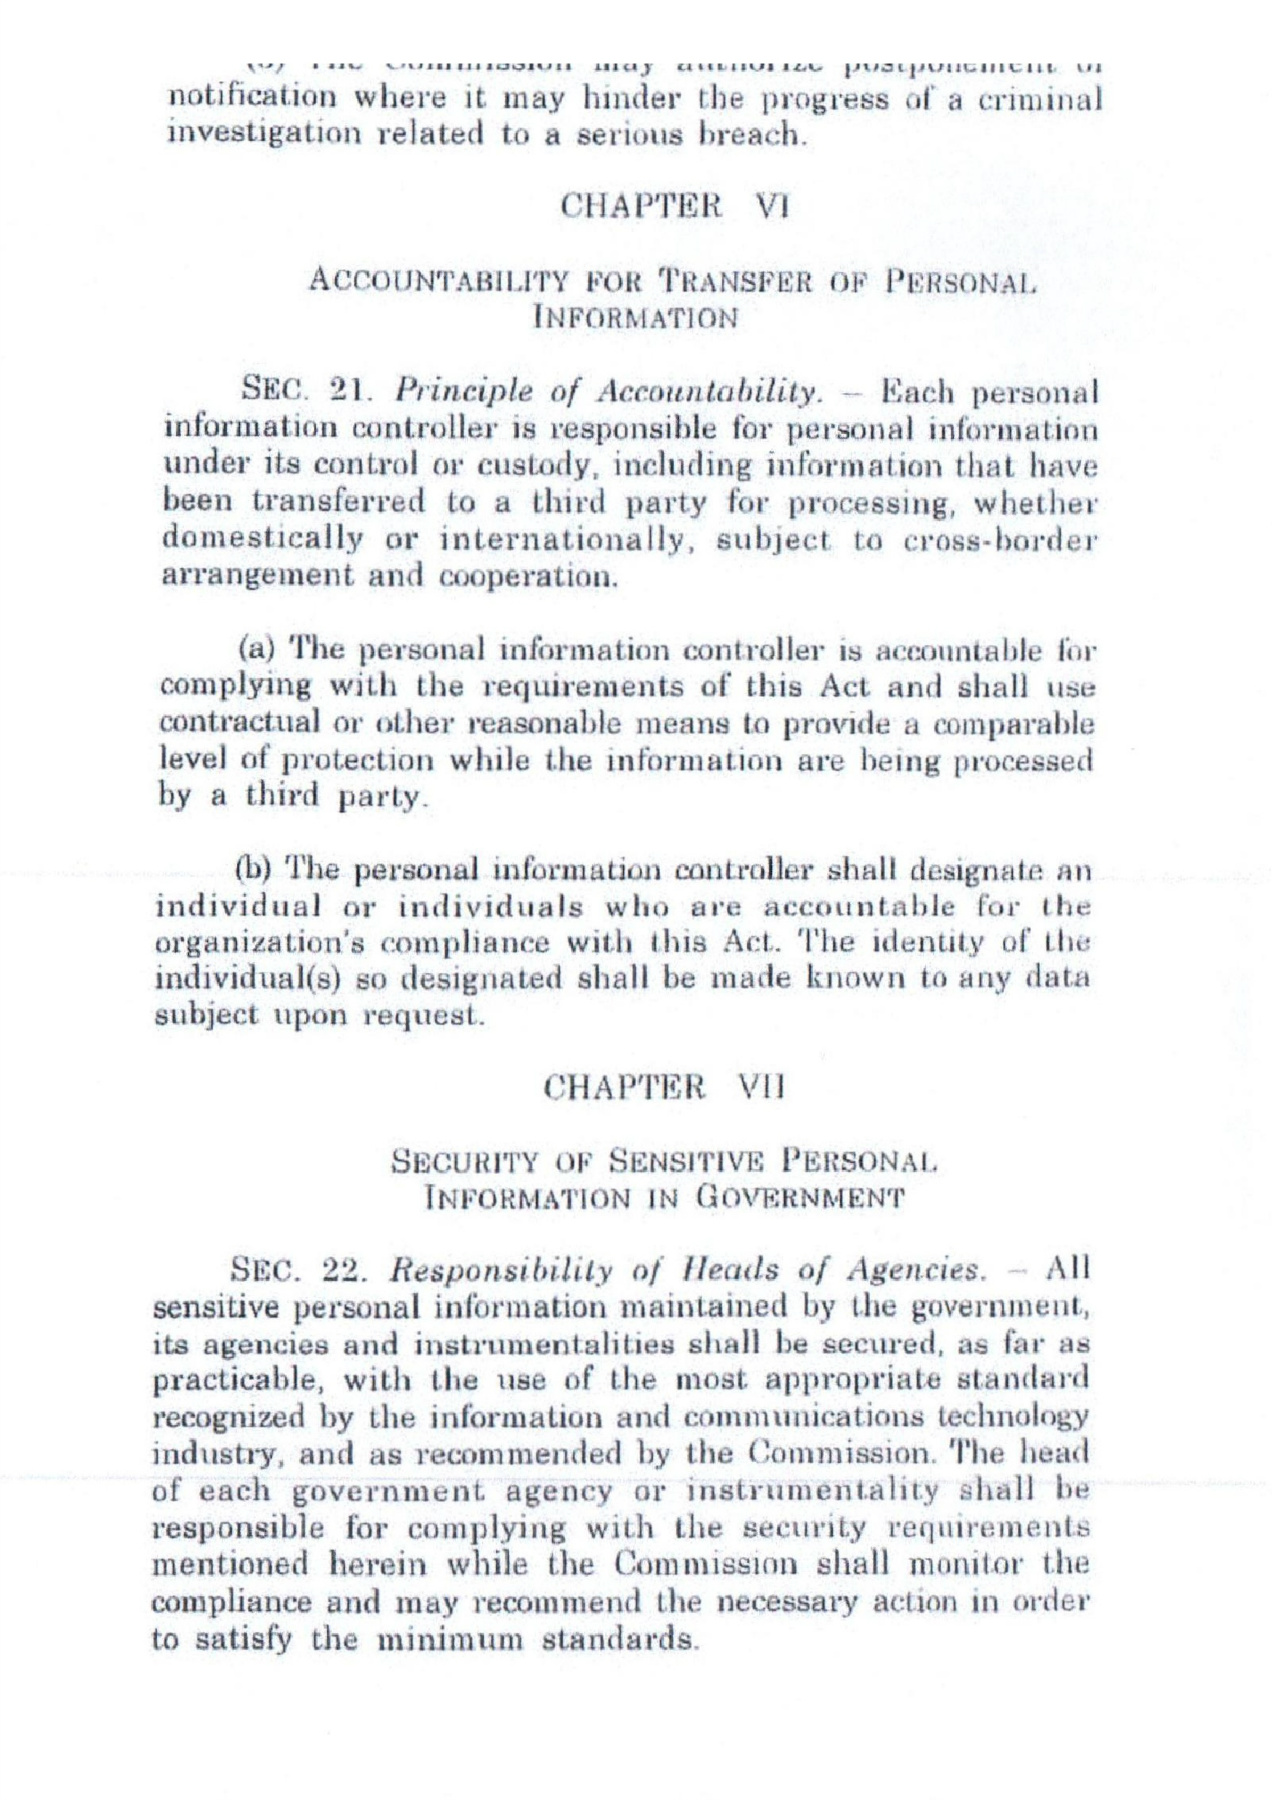 (3) The Commission may authorize postponement of
notification where it may hinder the progress of a criminal
investigation related to a serious breach.
CHAPTER VI
ACCOUNTABILITY FOR TRANSFER OF PERSONAL
INFORMATION
SEC. 21. Principle of Accountability. – Each personal
information controller is responsible for personal information
under its control or custody, including information that have
been transferred to a third party for processing, whether
domestically or internationally, subject to cross-border
arrangement and cooperation.
(a) The personal information controller is accountable for
complying with the requirements of this Act and shall use
contractual or other reasonable means to provide a comparable
level of protection while the information are being processed
by a third party.
(b) The personal information controller shall designate an
individual or individuals who are accountable for the
organization's compliance with this Act. The identity of the
individual(s) so designated shall be made known to any data
subject upon request.
CHAPTER VII
SECURITY OF SENSITIVE PERSONAL
INFORMATION IN GOVERNMENT
SEC. 22. Responsibility of Heads of Agencies. – All
sensitive personal information maintained by the government,
its agencies and instrumentalities shall be secured, as far as
practicable, with the use of the most appropriate standard
recognized by the information and communications technology
industry, and as recommended by the Commission. The head
of each government agency or instrumentality shall be
responsible for complying with the security requirements
mentioned herein while the Commission shall monitor the
compliance and may recommend the necessary action in order
to satisfy the minimum standards.